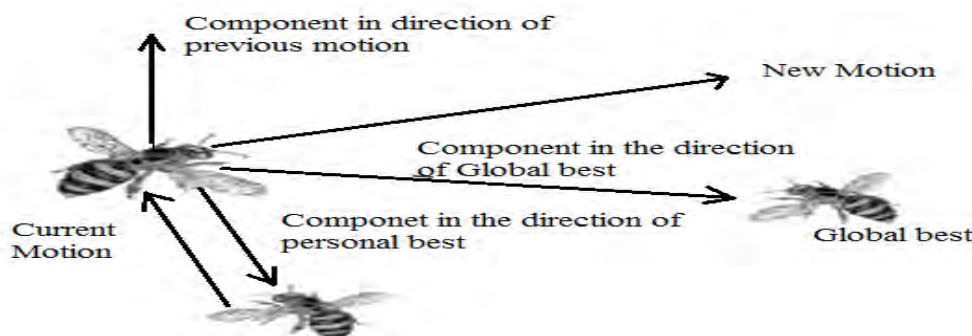 Component in direction of
previous motion
New Motion
Component in the direction
of Global best
Componet in the direction of
personal best
Current
Motion
Global best